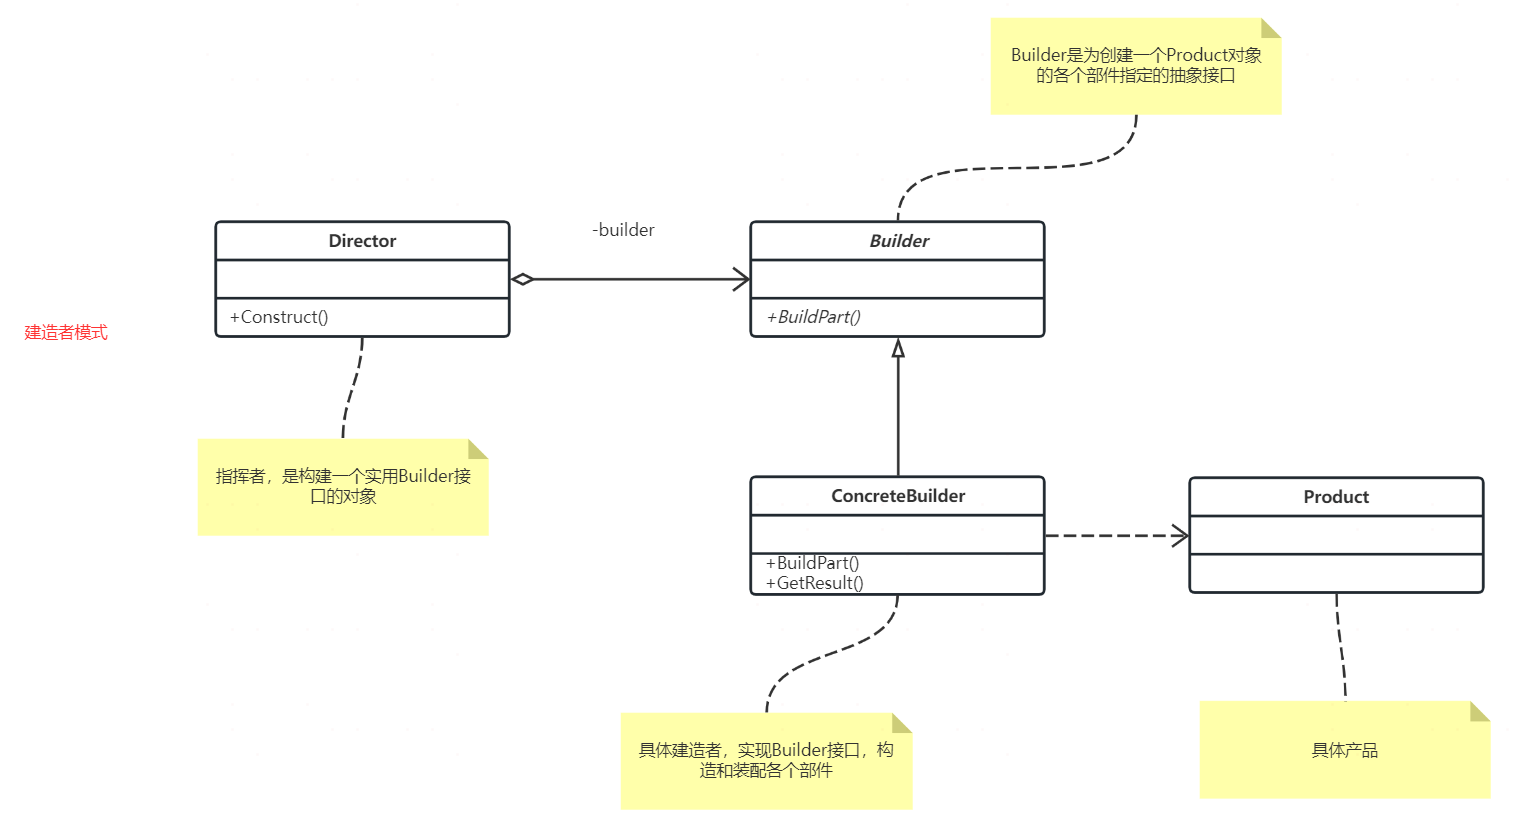 Builder是为创建一个Product对象
的各个部件指定的抽象接口
-builder
Director
Builder
+Construct()
+BuildPart()
建造者模式
指挥者，是构建一个实用Builder接
口的对象
ConcreteBuilder
Product
+BuildPart()
+GetResult()
具体建造者，实现Builder接口，构
造和装配各个部件
具体产品